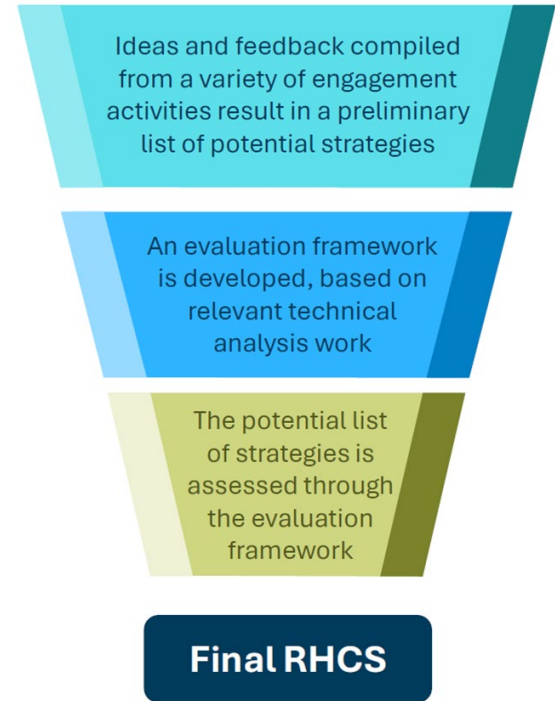 Ideas and feedback compiled
from a variety of engagement
activities result in a preliminary
list of potential strategies
An evaluation framework
is developed, based on
relevant technical
analysis work
The potential list
of strategies is
assessed through
the evaluation
framework
Final RHCS